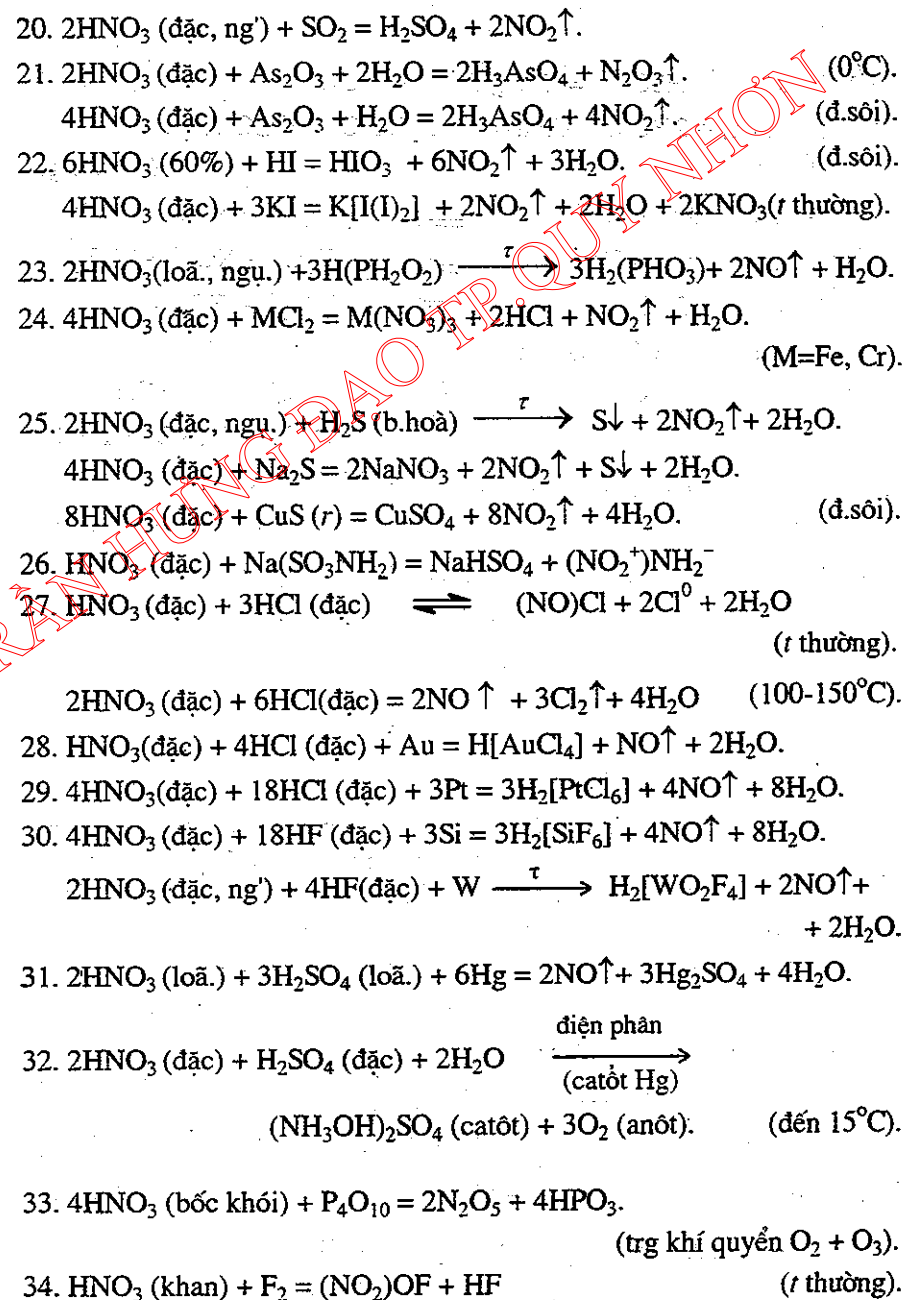 20. 2HNO₃ (đặc, ng') + SO₂ = H₂SO₄ + 2NO₂↑.
21. 2HNO₃ (đặc) + As₂O₃ + 2H₂O = 2H₃AsO₄ + N₂O₃↑. (0°C).
4HNO₃ (đặc) + As₂O₃ + H₂O = 2H₃AsO₄ + 4NO₂↑. (đ.sôi).
22. 6HNO₃ (60%) + HI = HIO₃ + 6NO₂↑ + 3H₂O. (đ.sôi).
4HNO₃ (đặc) + 3KI = K[I(I)₂] + 2NO₂↑ + 2H₂O + 2KNO₃(t thường).
23. 2HNO₃(loã., ngu.) +3H(PH₂O₂) —τ→ 3H₂(PHO₃)+ 2NO↑ + H₂O.
24. 4HNO₃ (đặc) + MCl₂ = M(NO₃)₃ + 2HCl + NO₂↑ + H₂O.
(M=Fe, Cr).
25. 2HNO₃ (đặc, ngu.) + H₂S (b.hoà) —τ→ S↓ + 2NO₂↑+ 2H₂O.
4HNO₃ (đặc) + Na₂S = 2NaNO₃ + 2NO₂↑ + S↓ + 2H₂O.
8HNO₃ (đặc) + CuS (r) = CuSO₄ + 8NO₂↑ + 4H₂O. (đ.sôi).
26. HNO₃ (đặc) + Na(SO₃NH₂) = NaHSO₄ + (NO₂⁺)NH₂⁻
27. HNO₃ (đặc) + 3HCl (đặc) ⇌ (NO)Cl + 2Cl⁰ + 2H₂O
(t thường).
2HNO₃ (đặc) + 6HCl(đặc) = 2NO ↑ + 3Cl₂↑+ 4H₂O (100-150°C).
28. HNO₃(đặc) + 4HCl (đặc) + Au = H[AuCl₄] + NO↑ + 2H₂O.
29. 4HNO₃(đặc) + 18HCl (đặc) + 3Pt = 3H₂[PtCl₆] + 4NO↑ + 8H₂O.
30. 4HNO₃ (đặc) + 18HF (đặc) + 3Si = 3H₂[SiF₆] + 4NO↑ + 8H₂O.
2HNO₃ (đặc, ng') + 4HF(đặc) + W —τ→ H₂[WO₂F₄] + 2NO↑+
+ 2H₂O.
31. 2HNO₃ (loã.) + 3H₂SO₄ (loã.) + 6Hg = 2NO↑+ 3Hg₂SO₄ + 4H₂O.
điện phân
32. 2HNO₃ (đặc) + H₂SO₄ (đặc) + 2H₂O ⟶
(catôt Hg)
(NH₃OH)₂SO₄ (catôt) + 3O₂ (anôt). (đến 15°C).
33. 4HNO₃ (bốc khói) + P₄O₁₀ = 2N₂O₅ + 4HPO₃.
(trg khí quyển O₂ + O₃).
34. HNO₃ (khan) + F₂ = (NO₂)OF + HF (t thường).
RẦN HƯNG ĐẠO TP.QUY NHƠN